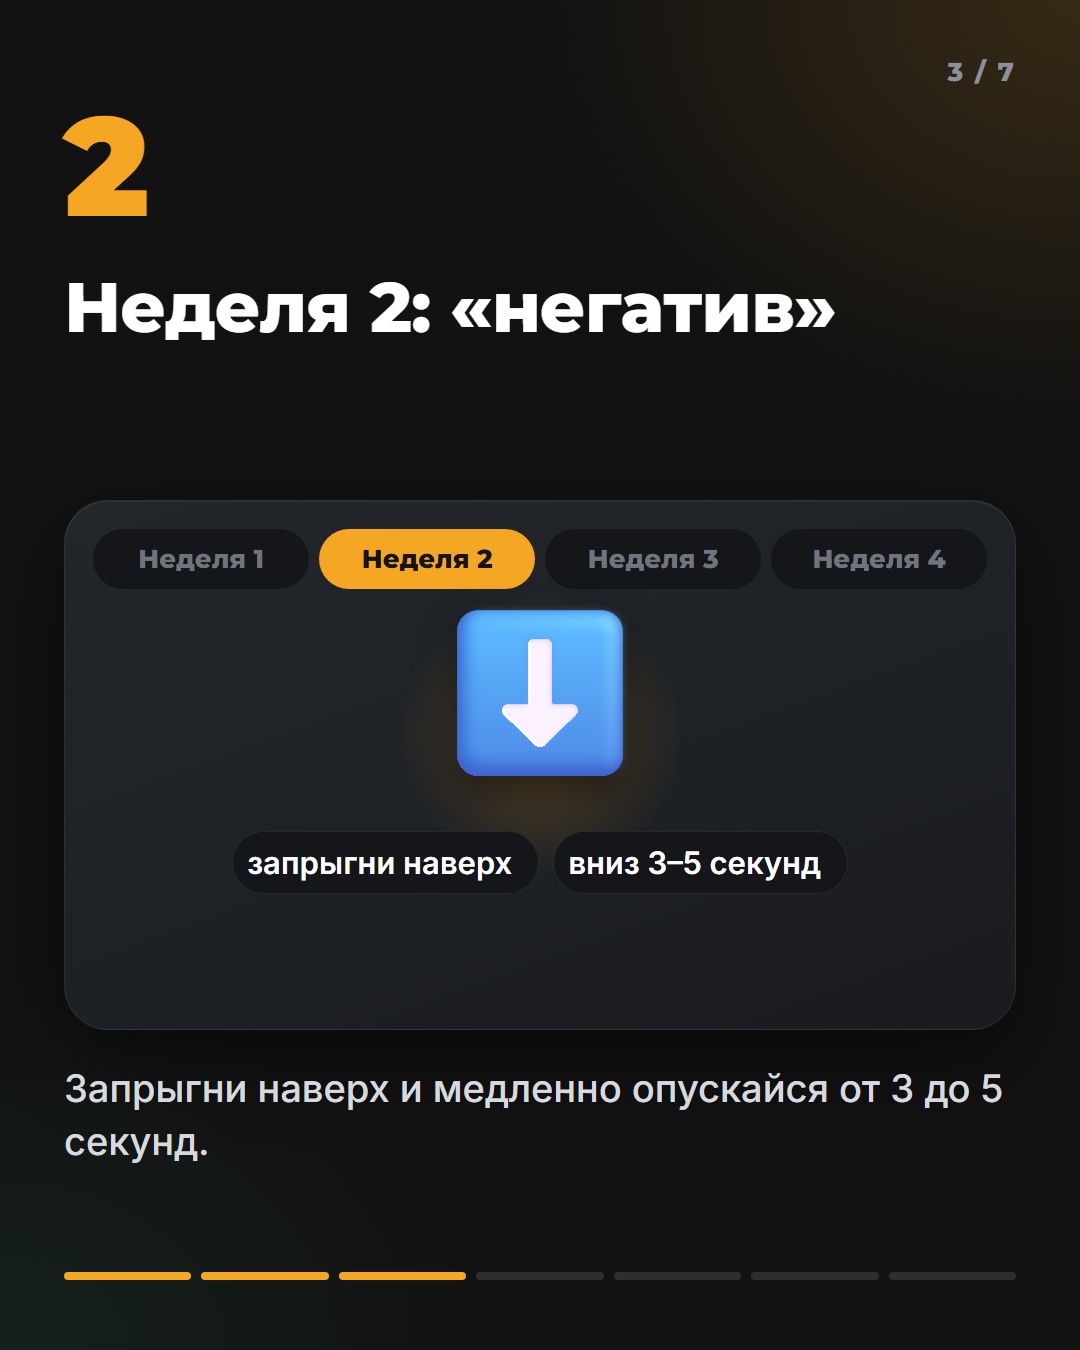 3 / 7
2
Неделя 2: «негатив»
Неделя 1
Неделя 2
Неделя 3
Неделя 4
запрыгни наверх
вниз 3–5 секунд
Запрыгни наверх и медленно опускайся от 3 до 5
секунд.